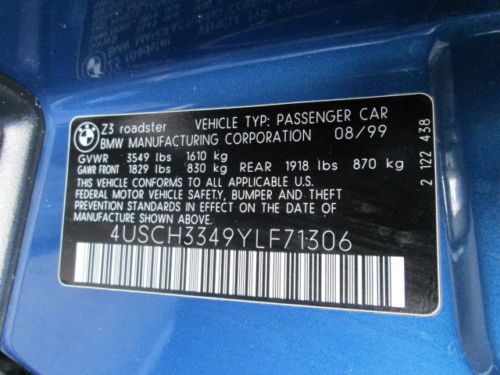 BMW Z3 roadster VEHICLE TYP: PASSENGER CAR
BMW MANUFACTURING CORPORATION 08/99
GVWR 3549 lbs 1610 kg
GAWR FRONT 1829 lbs 830 kg REAR 1918 lbs 870 kg
THIS VEHICLE CONFORMS TO ALL APPLICABLE U.S.
FEDERAL MOTOR VEHICLE SAFETY, BUMPER AND THEFT
PREVENTION STANDARDS IN EFFECT ON THE DATE
OF MANUFACTURE SHOWN ABOVE.
4USCH3349YLF71306
2 122 438